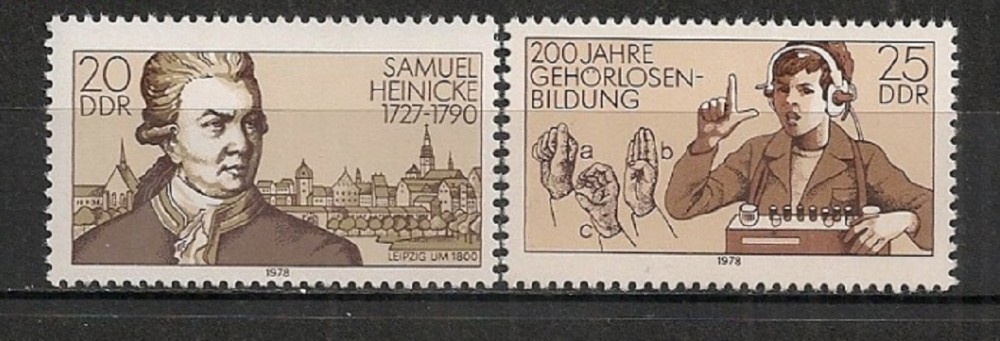 20
DDR
SAMUEL
HEINICKE
1727-1790
LEIPZIG UM 1800
1978
200 JAHRE
GEHÖRLOSEN-
BILDUNG
25
DDR
a
b
c
1978